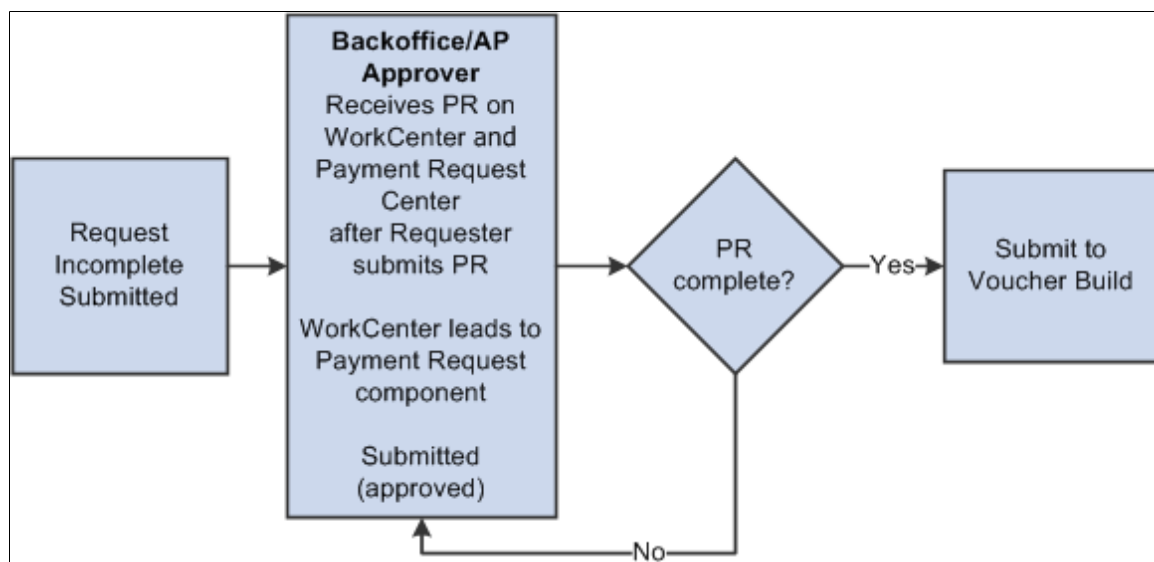 Request
Incomplete
Submitted
Backoffice/AP
Approver
Receives PR on
WorkCenter and
Payment Request
Center
after Requester
submits PR
WorkCenter leads to
Payment Request
component
Submitted
(approved)
PR
complete?
Yes
Submit to
Voucher Build
No